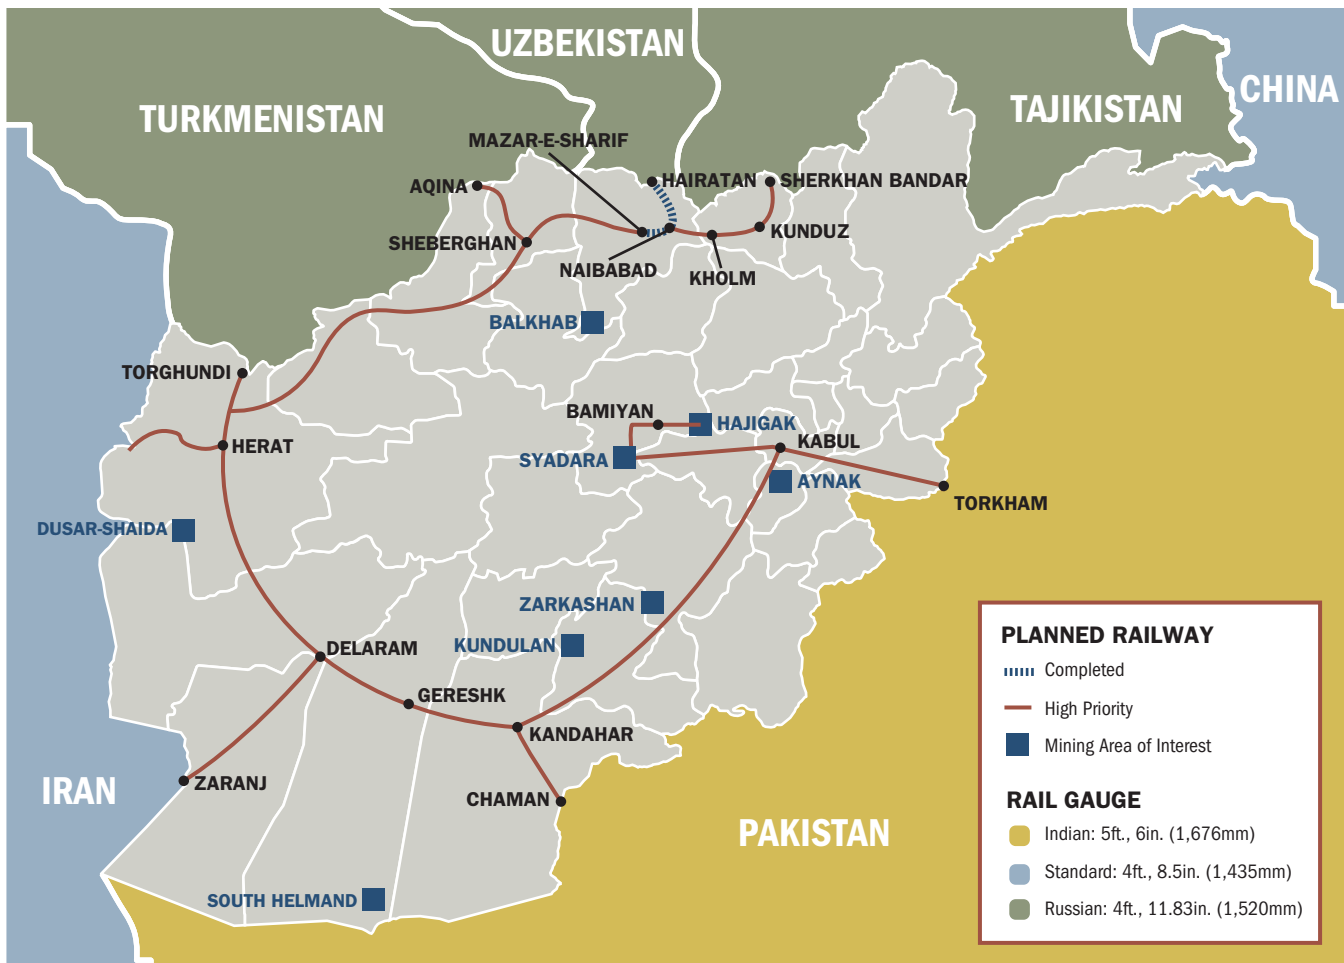 UZBEKISTAN
CHINA
TURKMENISTAN
TAJIKISTAN
MAZAR-E-SHARIF
AQINA
HAIRATAN
SHERKHAN BANDAR
SHEBERGHAN
KUNDUZ
NAIBABAD
KHOLM
BALKHAB
TORGHUNDI
BAMIYAN
HAJIGAK
HERAT
KABUL
SYADARA
AYNAK
TORKHAM
DUSAR-SHAIDA
ZARKASHAN
KUNDULAN
DELARAM
GERESHK
KANDAHAR
ZARANJ
IRAN
CHAMAN
PAKISTAN
SOUTH HELMAND
PLANNED RAILWAY
Completed
High Priority
Mining Area of Interest
RAIL GAUGE
Indian: 5ft., 6in. (1,676mm)
Standard: 4ft., 8.5in. (1,435mm)
Russian: 4ft., 11.83in. (1,520mm)